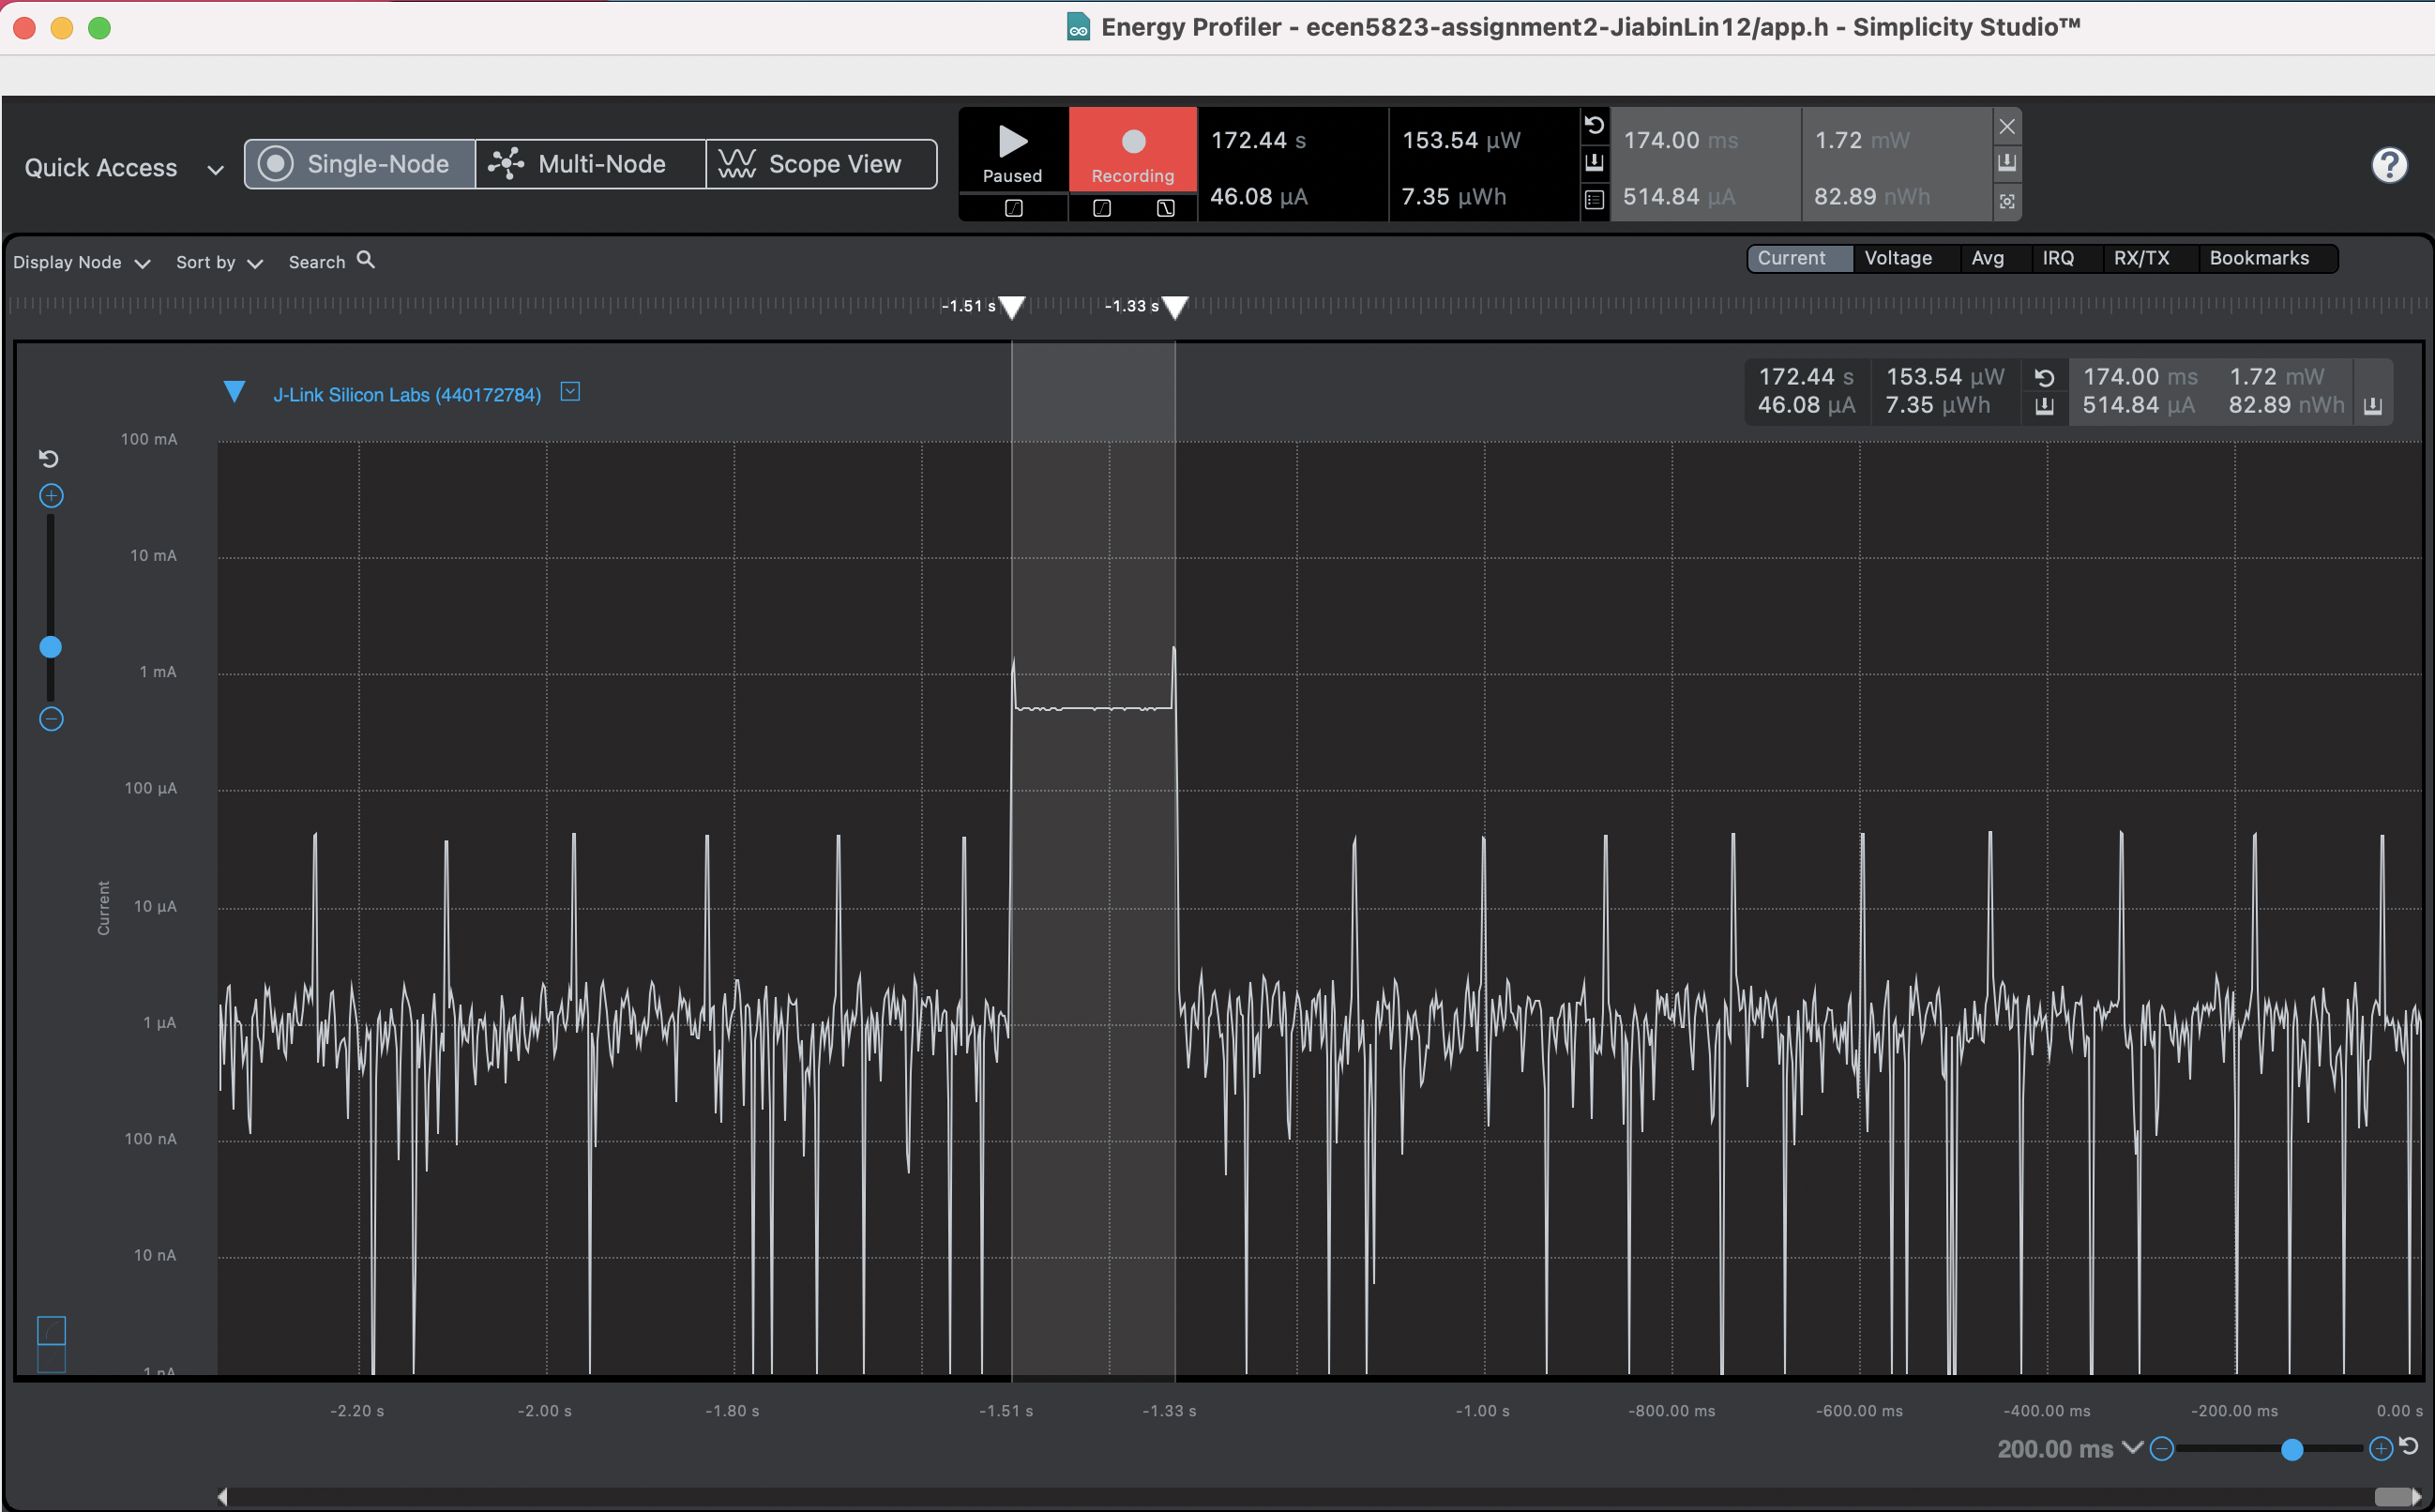 Energy Profiler - ecen5823-assignment2-JiabinLin12/app.h - Simplicity Studio™
Quick Access
Single-Node
Multi-Node
Scope View
Paused
Recording
172.44 s
153.54 µW
46.08 µA
7.35 µWh
174.00 ms
1.72 mW
514.84 µA
82.89 nWh
Display Node
Sort by
Search
Current
Voltage
Avg
IRQ
RX/TX
Bookmarks
-1.51 s
-1.33 s
J-Link Silicon Labs (440172784)
172.44 s
153.54 µW
46.08 µA
7.35 µWh
174.00 ms
1.72 mW
514.84 µA
82.89 nWh
100 mA
10 mA
1 mA
100 µA
10 µA
1 µA
100 nA
10 nA
1 nA
Current
-2.20 s
-2.00 s
-1.80 s
-1.51 s
-1.33 s
-1.00 s
-800.00 ms
-600.00 ms
-400.00 ms
-200.00 ms
0.00 s
200.00 ms